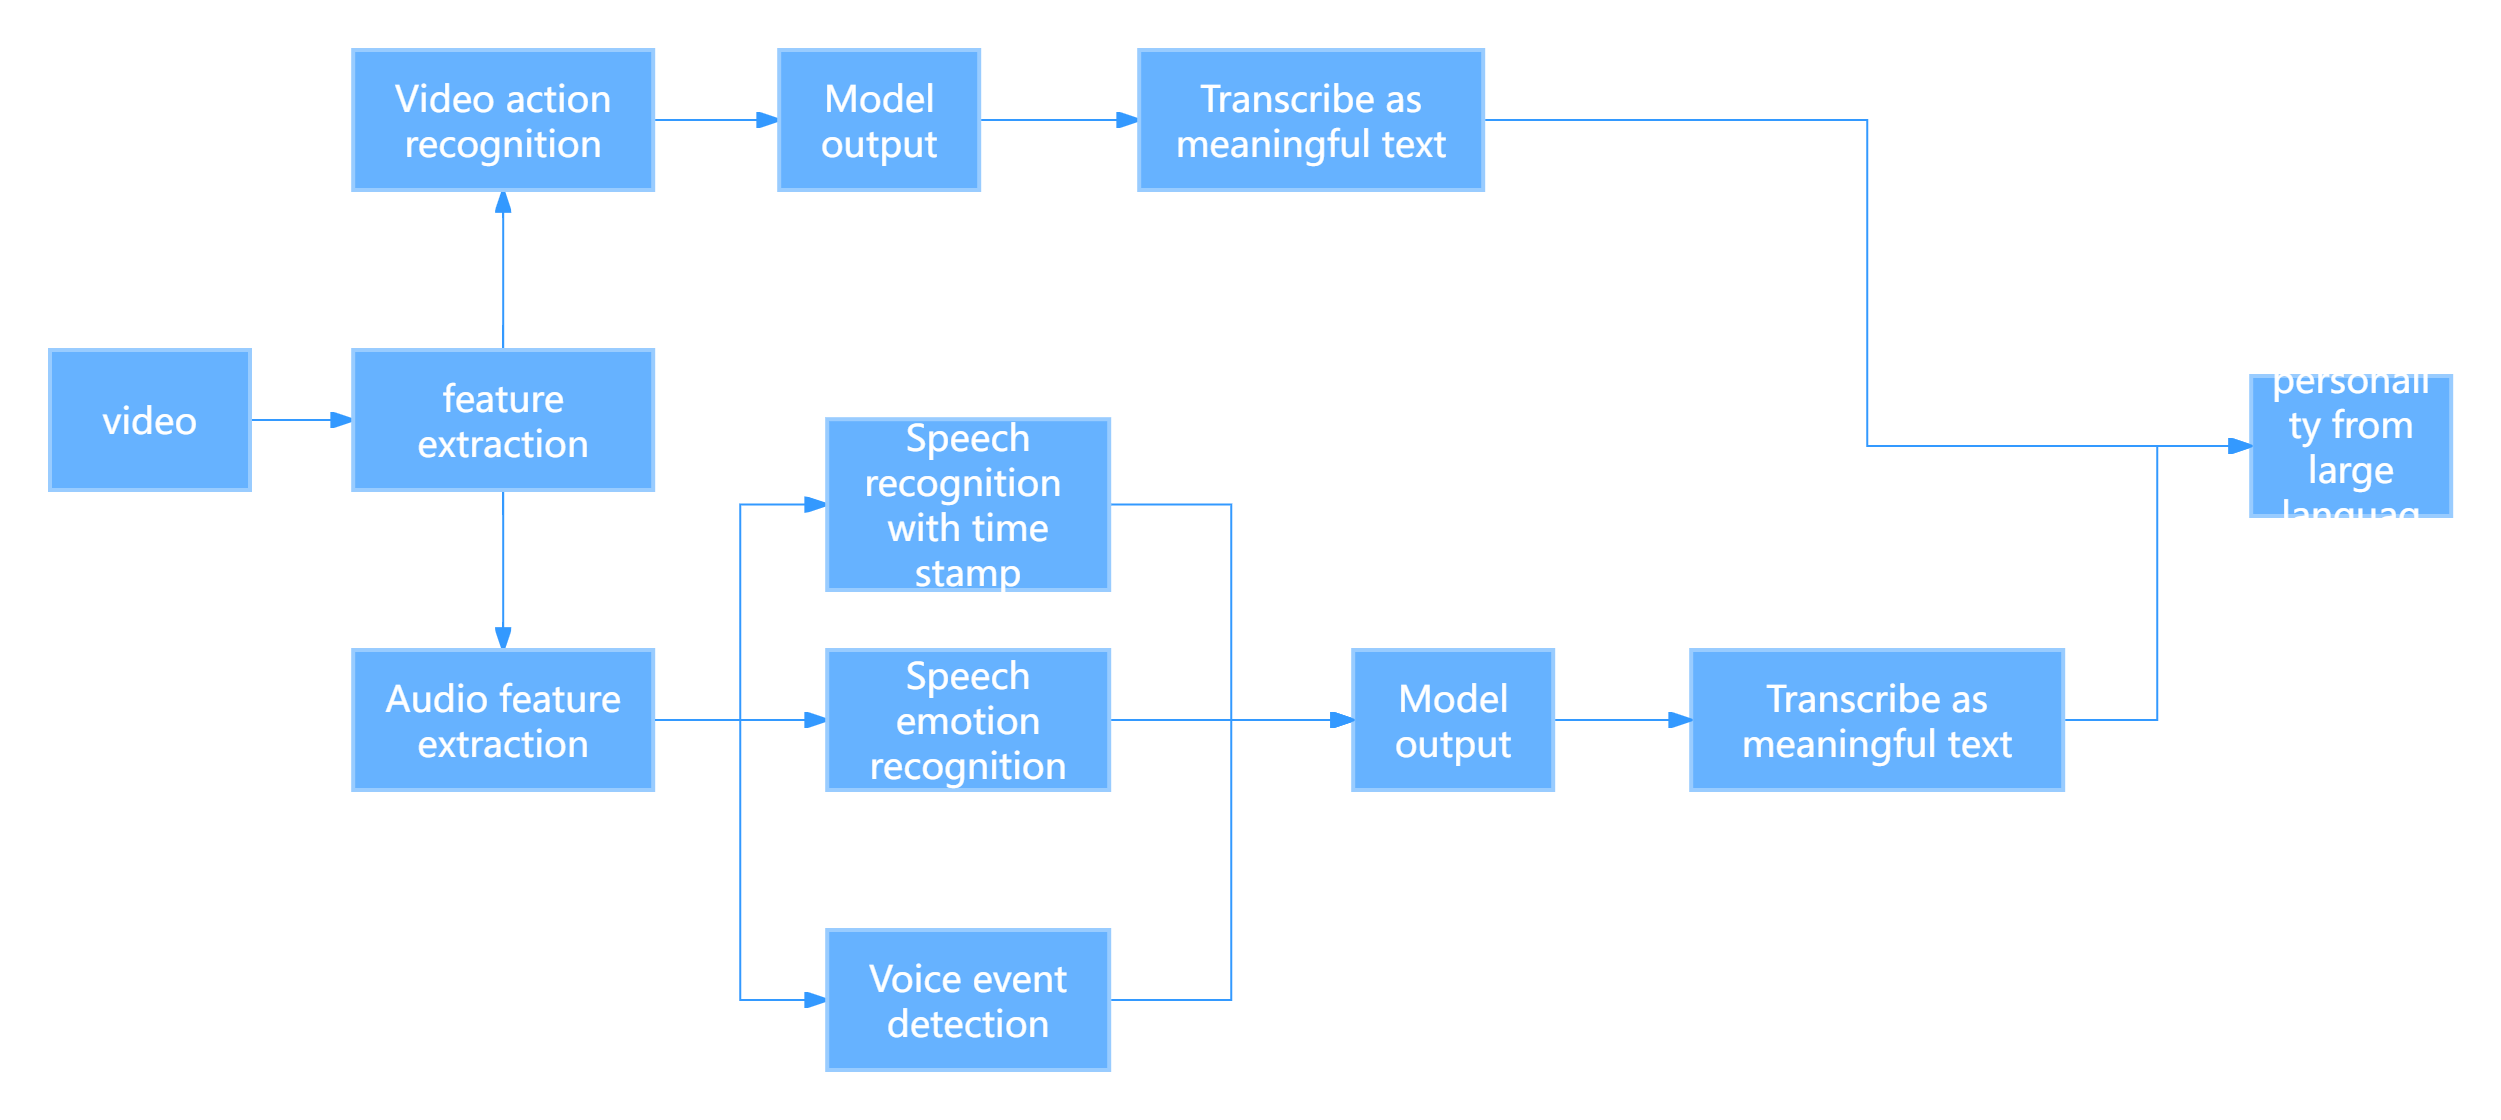 Video action
recognition
Model
output
Transcribe as
meaningful text
video
feature
extraction
Speech
recognition
with time
stamp
personali
ty from
large
languag
Audio feature
extraction
Speech
emotion
recognition
Model
output
Transcribe as
meaningful text
Voice event
detection